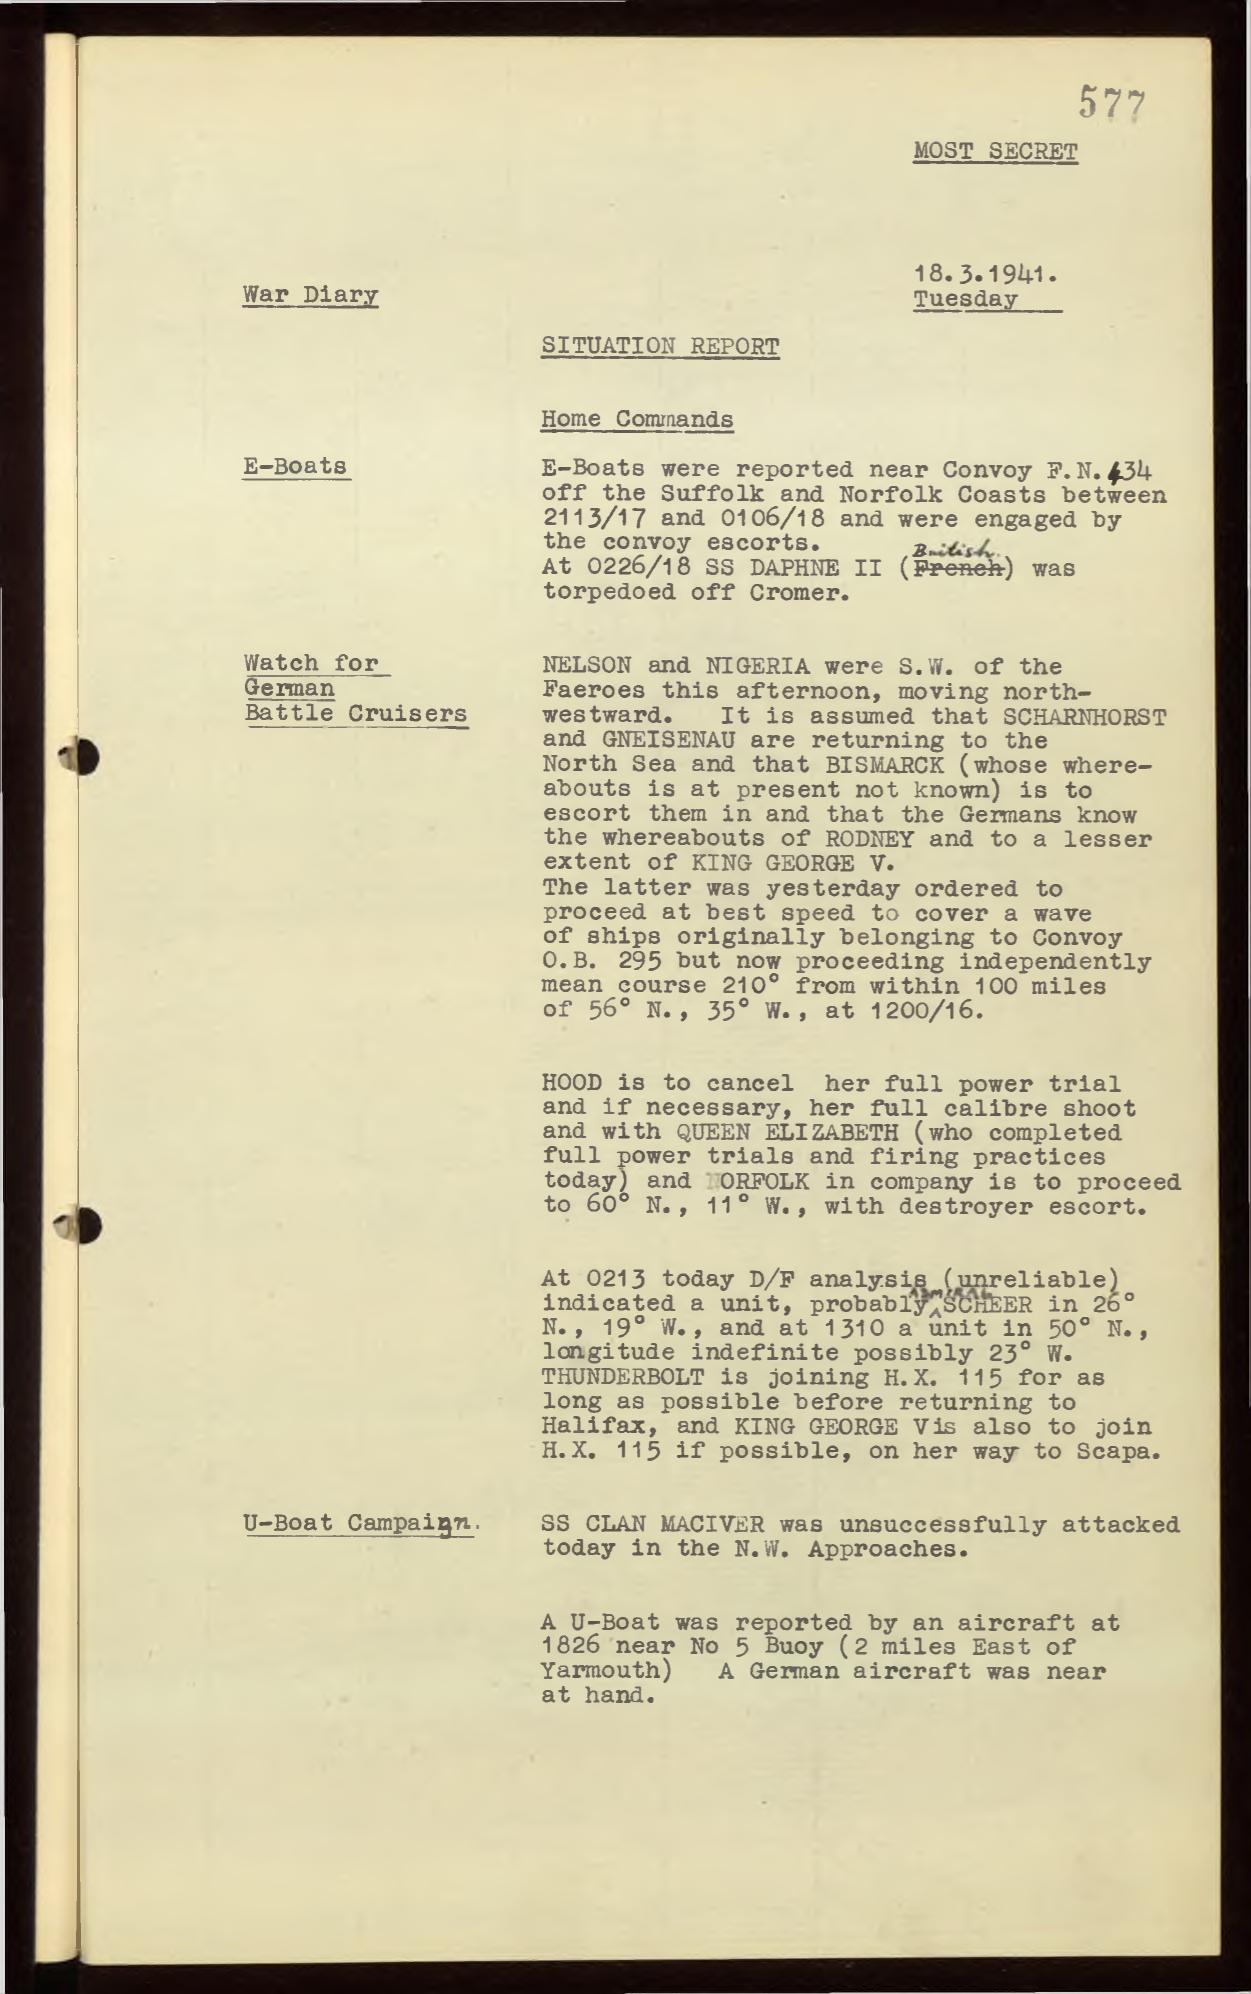 577
MOST SECRET
18.3.1941.
Tuesday
War Diary
SITUATION REPORT
Home Commands
E-Boats
E-Boats were reported near Convoy F.N.434
off the Suffolk and Norfolk Coasts between
2113/17 and 0106/18 and were engaged by
the convoy escorts.
British.
At 0226/18 SS DAPHNE II (French) was
torpedoed off Cromer.
Watch for
German
Battle Cruisers
NELSON and NIGERIA were S.W. of the
Faeroes this afternoon, moving north-
westward. It is assumed that SCHARNHORST
and GNEISENAU are returning to the
North Sea and that BISMARCK (whose where-
abouts is at present not known) is to
escort them in and that the Germans know
the whereabouts of RODNEY and to a lesser
extent of KING GEORGE V.
The latter was yesterday ordered to
proceed at best speed to cover a wave
of ships originally belonging to Convoy
O.B. 295 but now proceeding independently
mean course 210° from within 100 miles
of 56° N., 35° W., at 1200/16.
HOOD is to cancel her full power trial
and if necessary, her full calibre shoot
and with QUEEN ELIZABETH (who completed
full power trials and firing practices
today) and NORFOLK in company is to proceed
to 60° N., 11° W., with destroyer escort.
At 0213 today D/F analysis (unreliable)
ADMIRAL
indicated a unit, probably SCHEER in 26°
N., 19° W., and at 1310 a unit in 50° N.,
longitude indefinite possibly 23° W.
THUNDERBOLT is joining H.X. 115 for as
long as possible before returning to
Halifax, and KING GEORGE Vis also to join
H.X. 115 if possible, on her way to Scapa.
U-Boat Campaign.
SS CLAN MACIVER was unsuccessfully attacked
today in the N.W. Approaches.
A U-Boat was reported by an aircraft at
1826 near No 5 Buoy (2 miles East of
Yarmouth) A German aircraft was near
at hand.